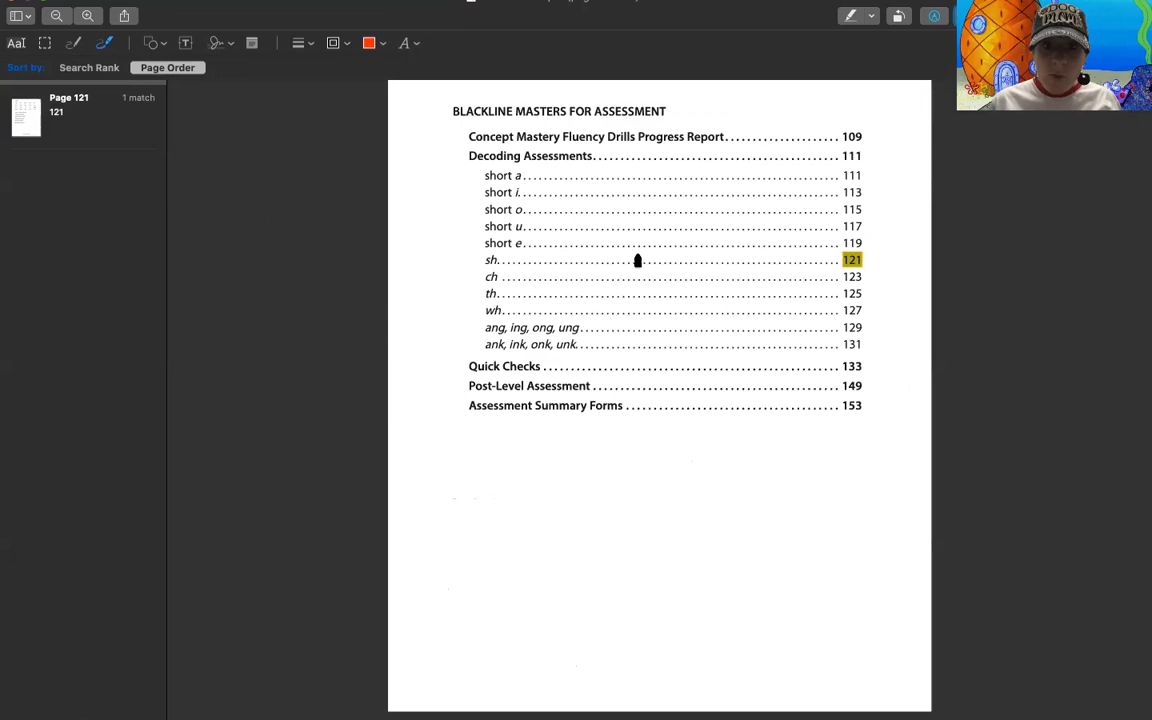 AaI
A
Sort by: Search Rank Page Order
Page 121 1 match
121
BLACKLINE MASTERS FOR ASSESSMENT
Concept Mastery Fluency Drills Progress Report 109
Decoding Assessments 111
short a 111
short i 113
short o 115
short u 117
short e 119
sh 121
ch 123
th 125
wh 127
ang, ing, ong, ung 129
ank, ink, onk, unk 131
Quick Checks 133
Post-Level Assessment 149
Assessment Summary Forms 153